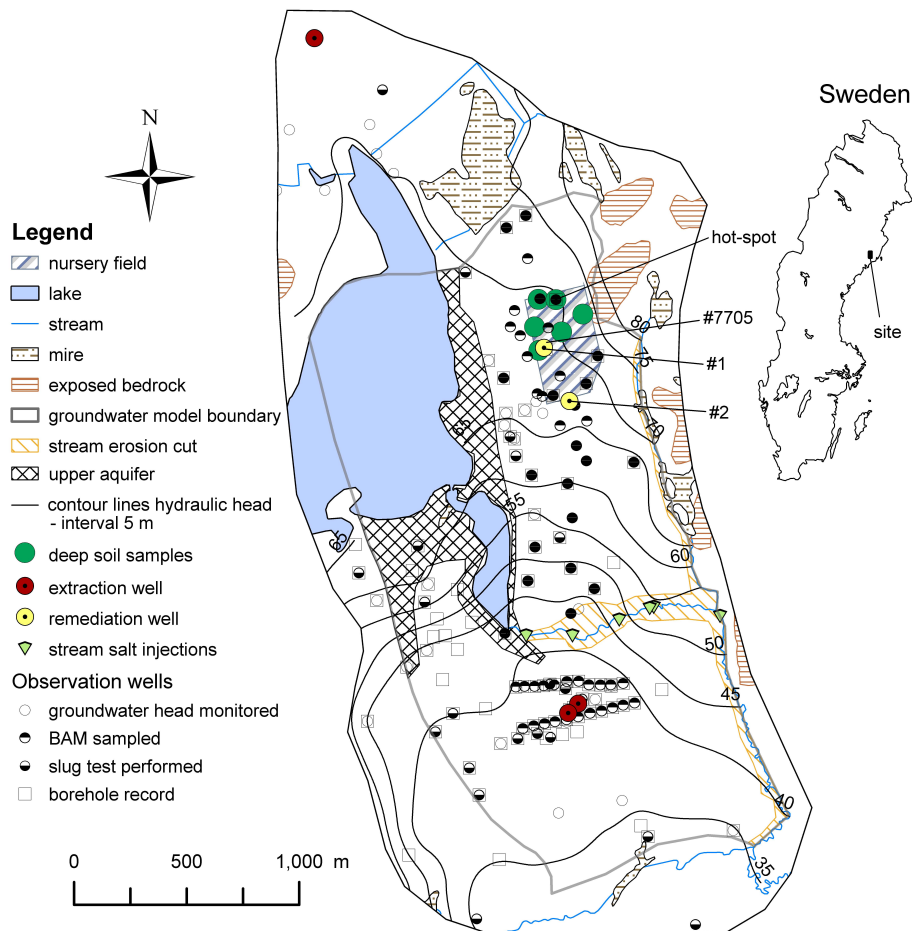 Sweden
N
Legend
nursery field
lake
stream
mire
exposed bedrock
groundwater model boundary
stream erosion cut
upper aquifer
contour lines hydraulic head
- interval 5 m
deep soil samples
extraction well
remediation well
stream salt injections
Observation wells
groundwater head monitored
BAM sampled
slug test performed
borehole record
0 500 1,000 m
hot-spot
#7705
#1
#2
site
80
75
70
65
55
65
60
50
45
40
35